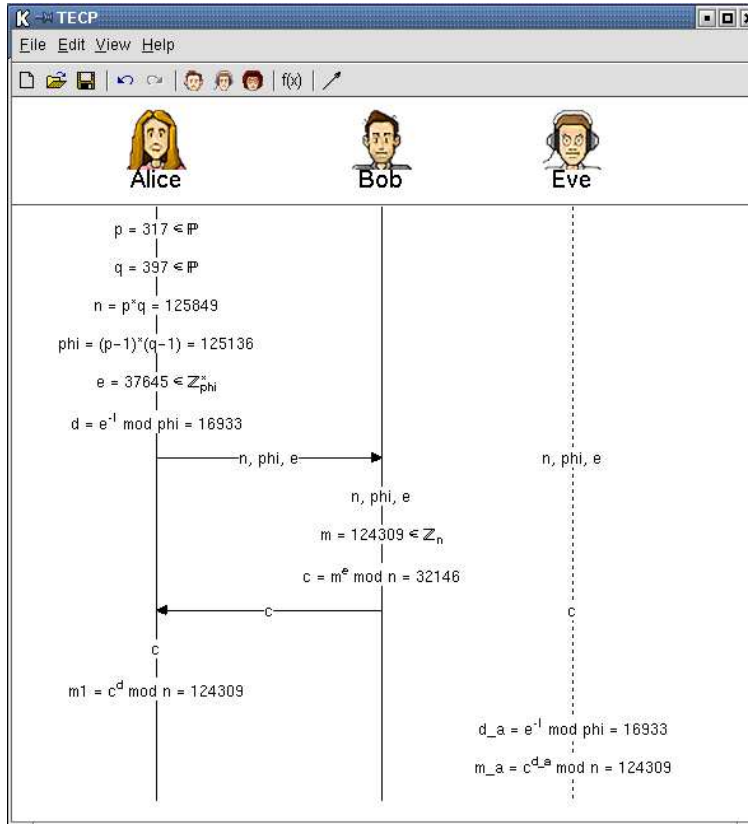 TECP
File Edit View Help
f(x)
Alice Bob Eve
p = 317 ∈ ℙ
q = 397 ∈ ℙ
n = p*q = 125849
phi = (p-1)*(q-1) = 125136
e = 37645 ∈ ℤ*phi
d = e^-1 mod phi = 16933
n, phi, e n, phi, e
n, phi, e
m = 124309 ∈ ℤn
c = m^e mod n = 32146
c c
c
m1 = c^d mod n = 124309
d_a = e^-1 mod phi = 16933
m_a = c^d_a mod n = 124309